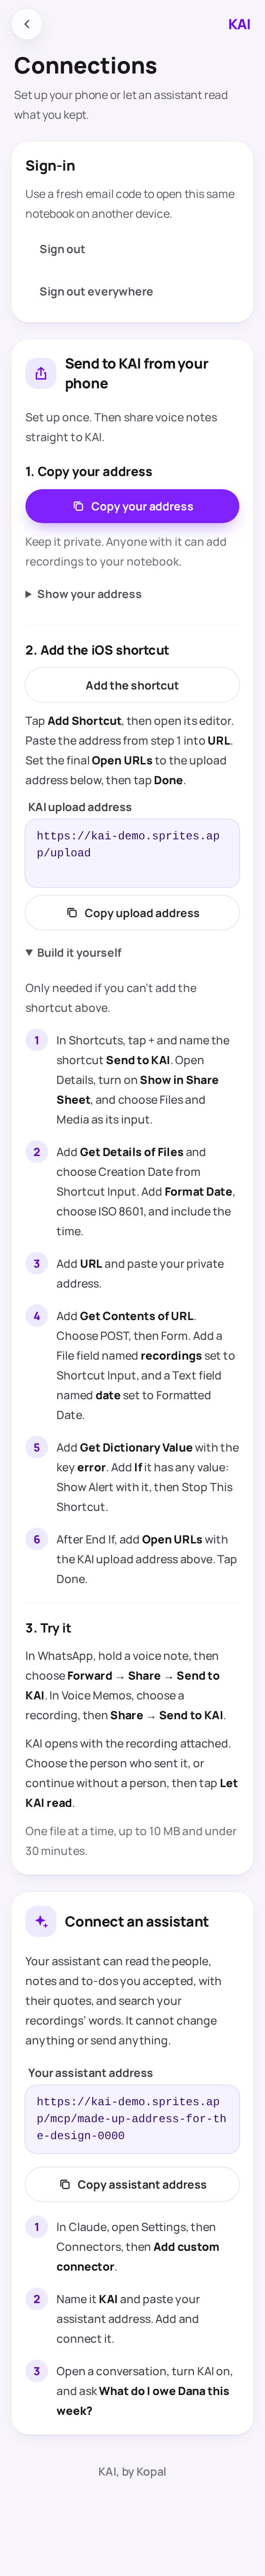 KAI
Connections
Set up your phone or let an assistant read
what you kept.
Sign-in
Use a fresh email code to open this same
notebook on another device.
Sign out
Sign out everywhere
Send to KAI from your
phone
Set up once. Then share voice notes
straight to KAI.
1. Copy your address
Copy your address
Keep it private. Anyone with it can add
recordings to your notebook.
Show your address
2. Add the iOS shortcut
Add the shortcut
Tap Add Shortcut, then open its editor.
Paste the address from step 1 into URL.
Set the final Open URLs to the upload
address below, then tap Done.
KAI upload address
https://kai-demo.sprites.ap
p/upload
Copy upload address
Build it yourself
Only needed if you can't add the
shortcut above.
1 In Shortcuts, tap + and name the
shortcut Send to KAI. Open
Details, turn on Show in Share
Sheet, and choose Files and
Media as its input.
2 Add Get Details of Files and
choose Creation Date from
Shortcut Input. Add Format Date,
choose ISO 8601, and include the
time.
3 Add URL and paste your private
address.
4 Add Get Contents of URL.
Choose POST, then Form. Add a
File field named recordings set to
Shortcut Input, and a Text field
named date set to Formatted
Date.
5 Add Get Dictionary Value with the
key error. Add If it has any value:
Show Alert with it, then Stop This
Shortcut.
6 After End If, add Open URLs with
the KAI upload address above. Tap
Done.
3. Try it
In WhatsApp, hold a voice note, then
choose Forward → Share → Send to
KAI. In Voice Memos, choose a
recording, then Share → Send to KAI.
KAI opens with the recording attached.
Choose the person who sent it, or
continue without a person, then tap Let
KAI read.
One file at a time, up to 10 MB and under
30 minutes.
Connect an assistant
Your assistant can read the people,
notes and to-dos you accepted, with
their quotes, and search your
recordings' words. It cannot change
anything or send anything.
Your assistant address
https://kai-demo.sprites.ap
p/mcp/made-up-address-for-th
e-design-0000
Copy assistant address
1 In Claude, open Settings, then
Connectors, then Add custom
connector.
2 Name it KAI and paste your
assistant address. Add and
connect it.
3 Open a conversation, turn KAI on,
and ask What do I owe Dana this
week?
KAI, by Kopal